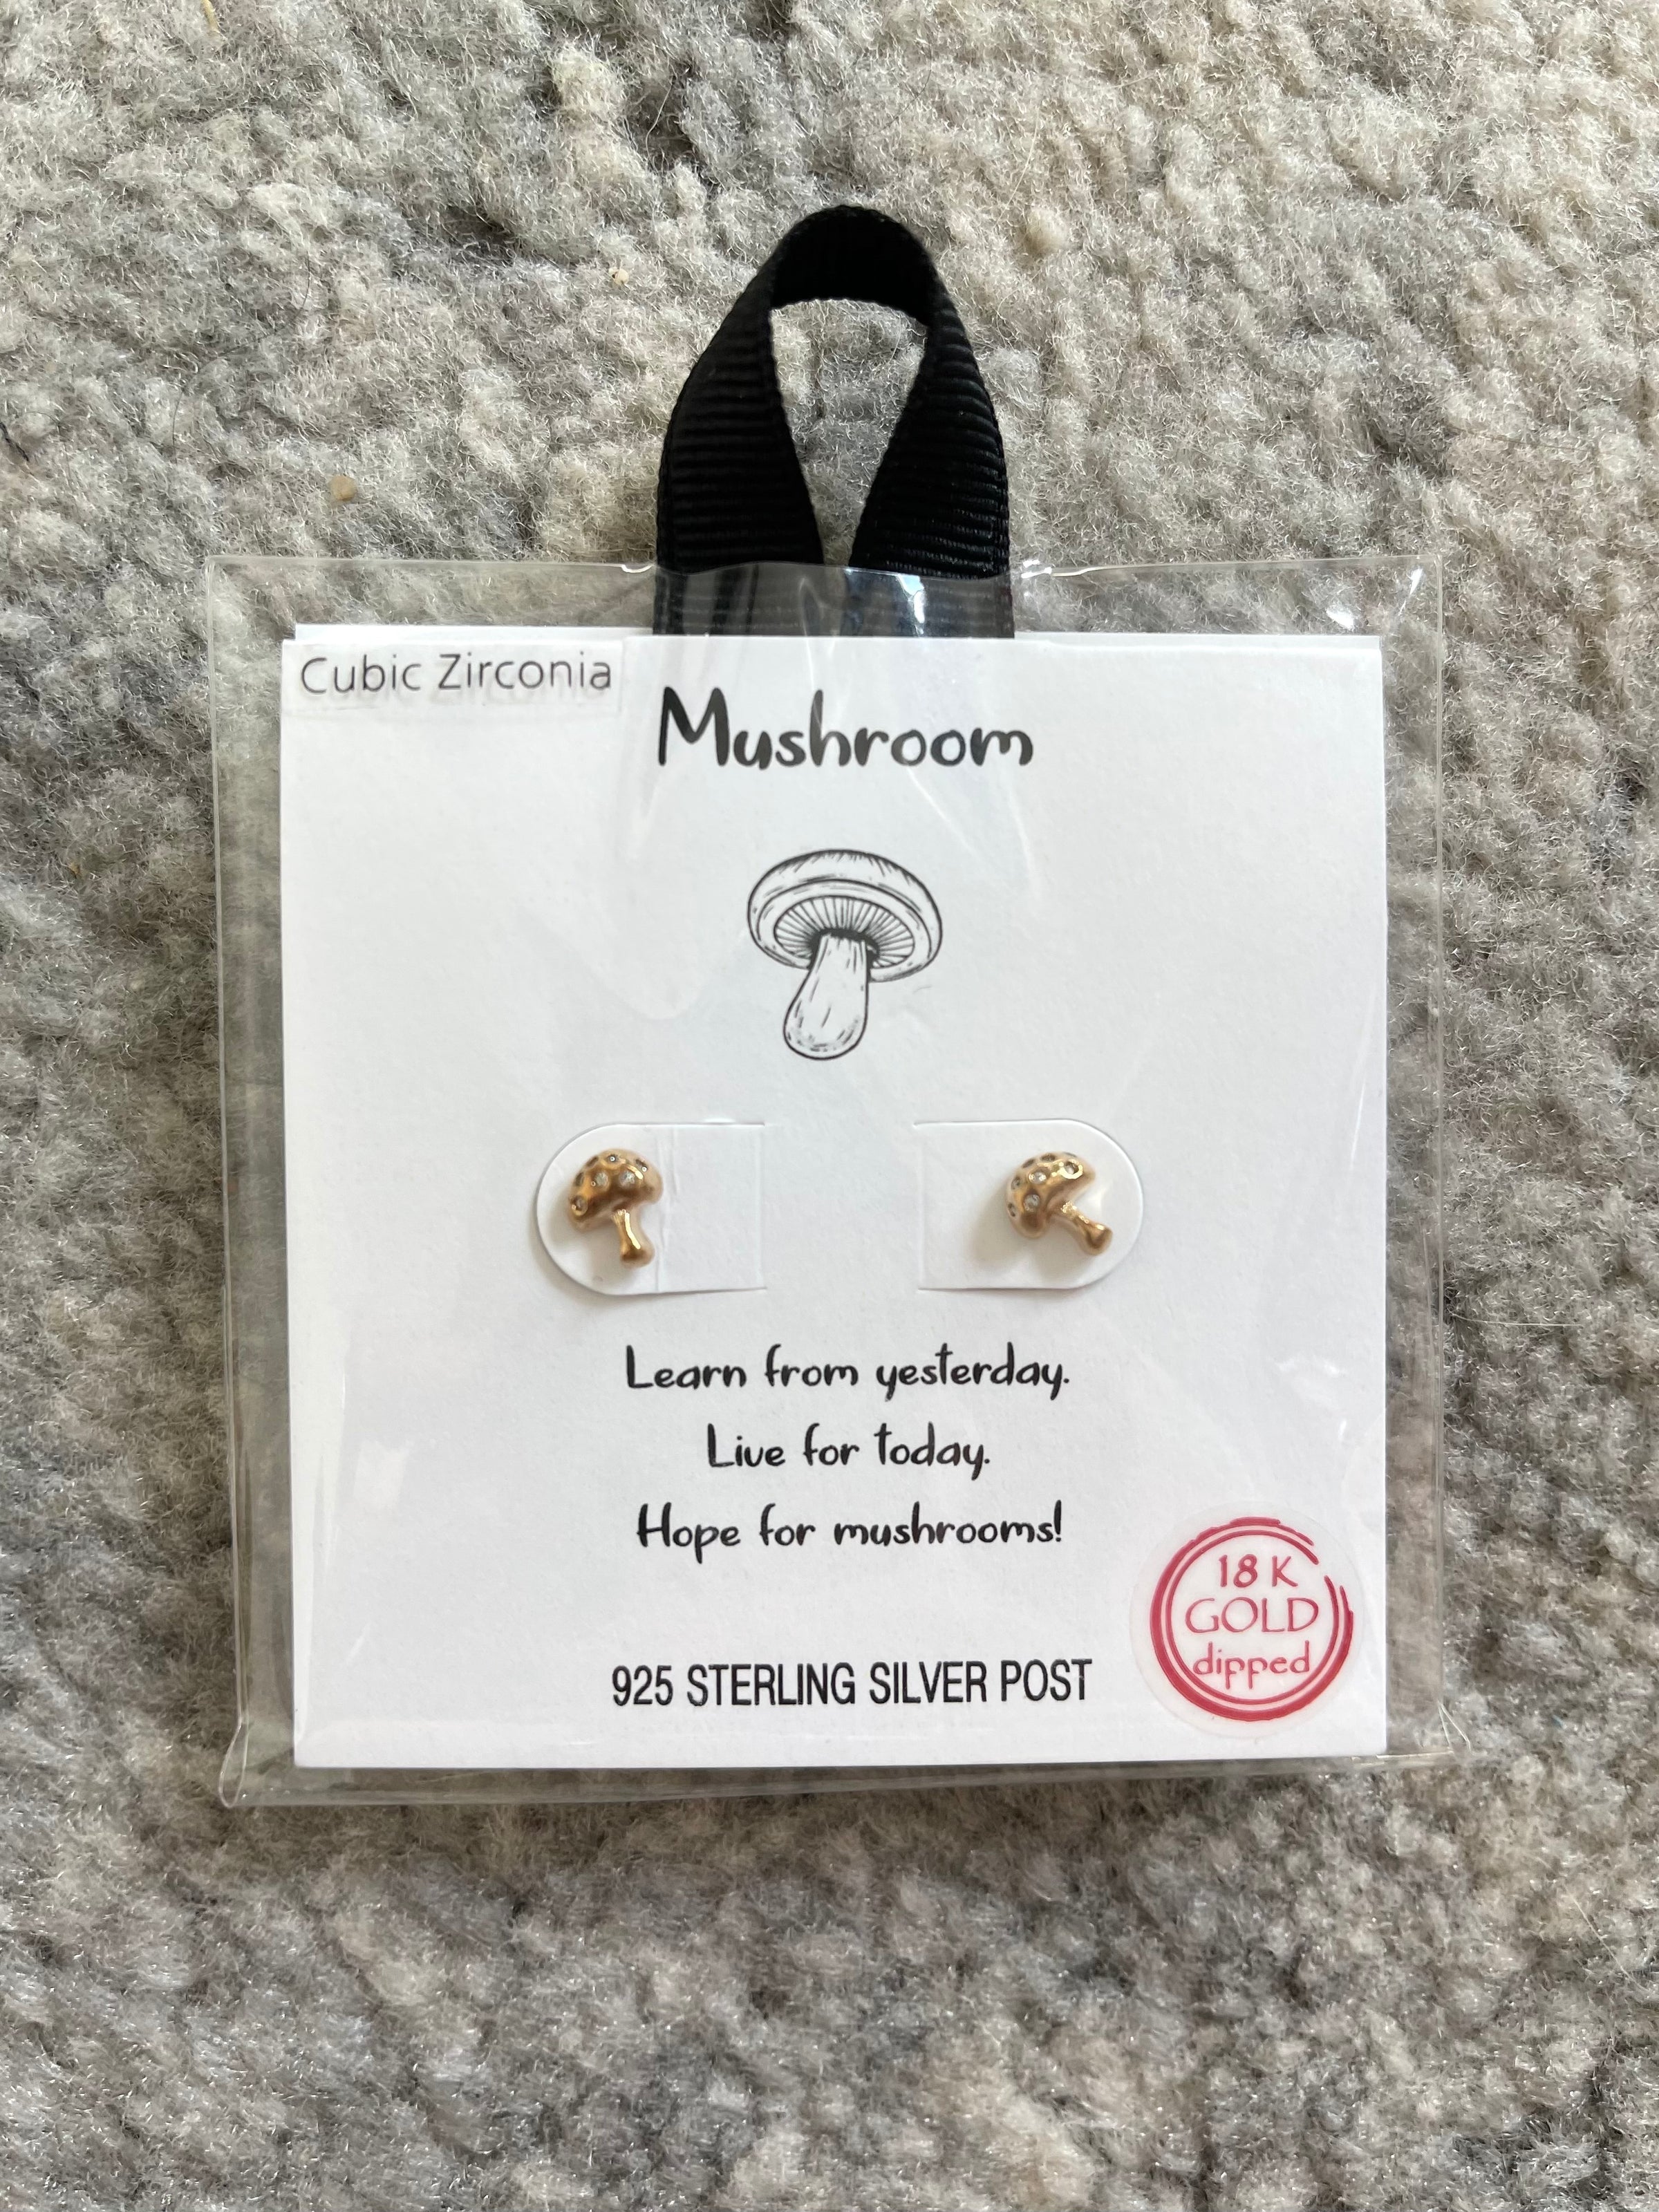 Cubic Zirconia
Mushroom
Learn from yesterday.
Live for today.
Hope for mushrooms!
925 STERLING SILVER POST
18 K
GOLD
dipped